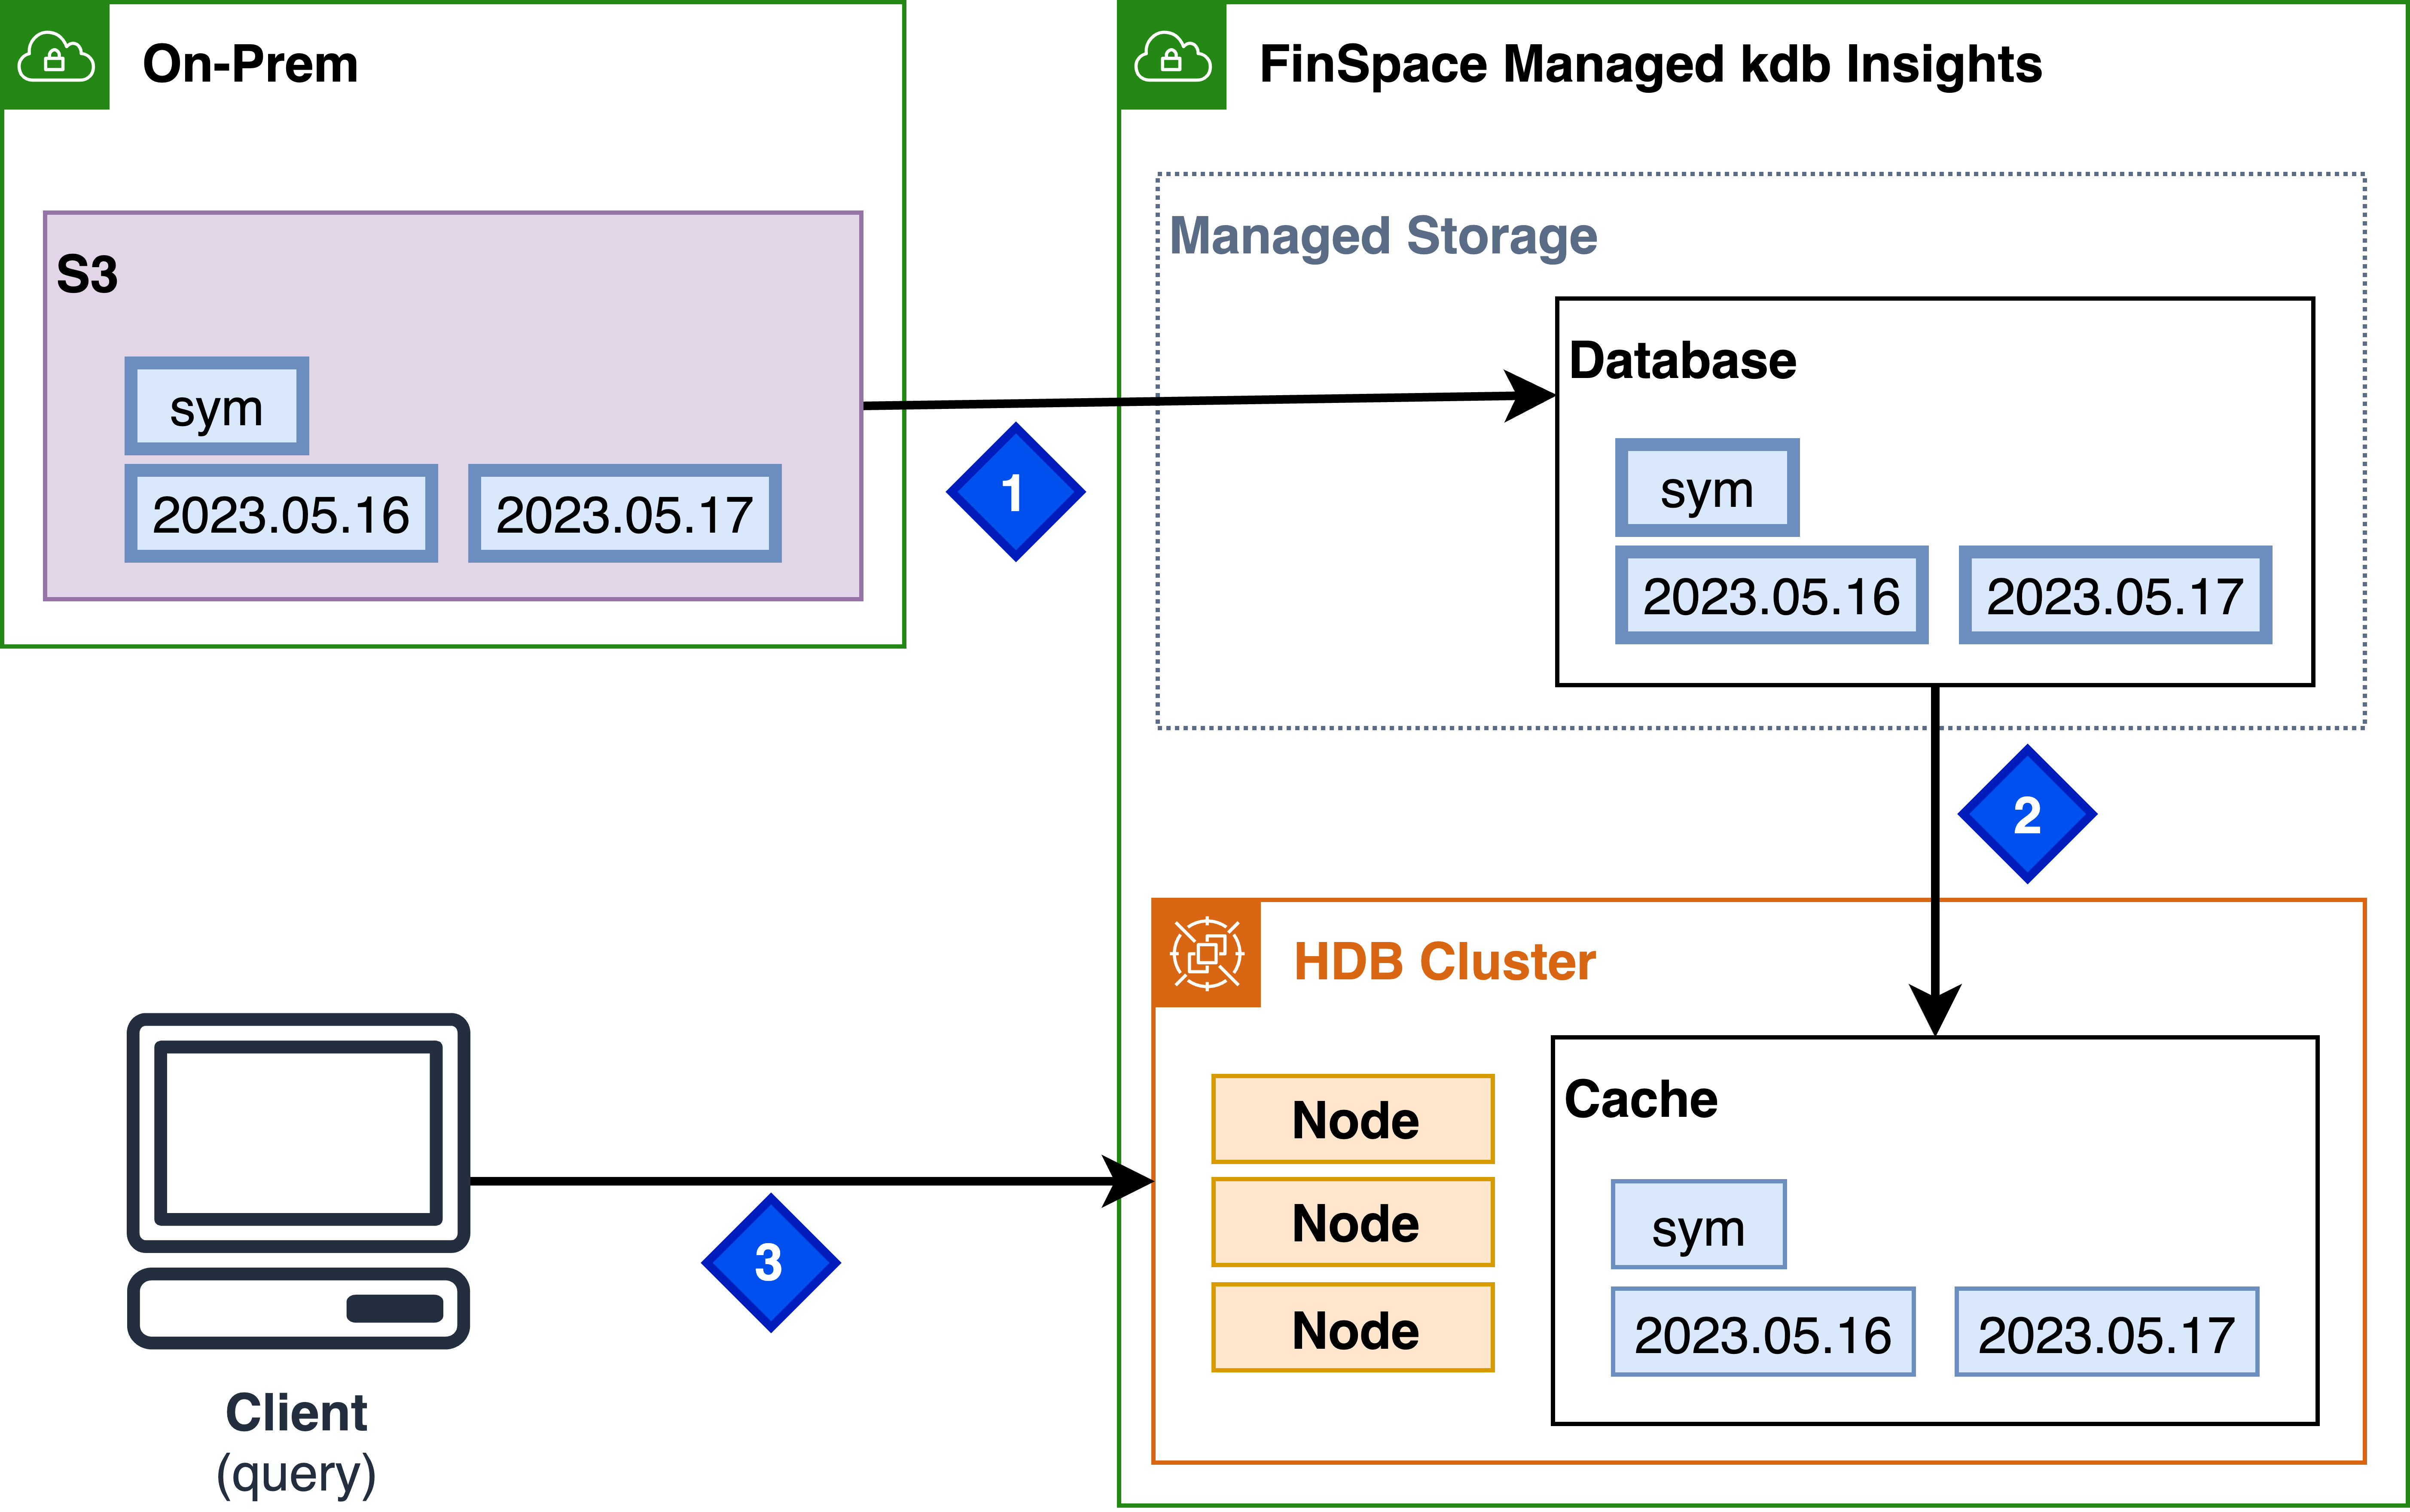 On-Prem
S3
sym
2023.05.16
2023.05.17
1
FinSpace Managed kdb Insights
Managed Storage
Database
sym
2023.05.16
2023.05.17
2
HDB Cluster
Node
Node
Node
Cache
sym
2023.05.16
2023.05.17
3
Client
(query)